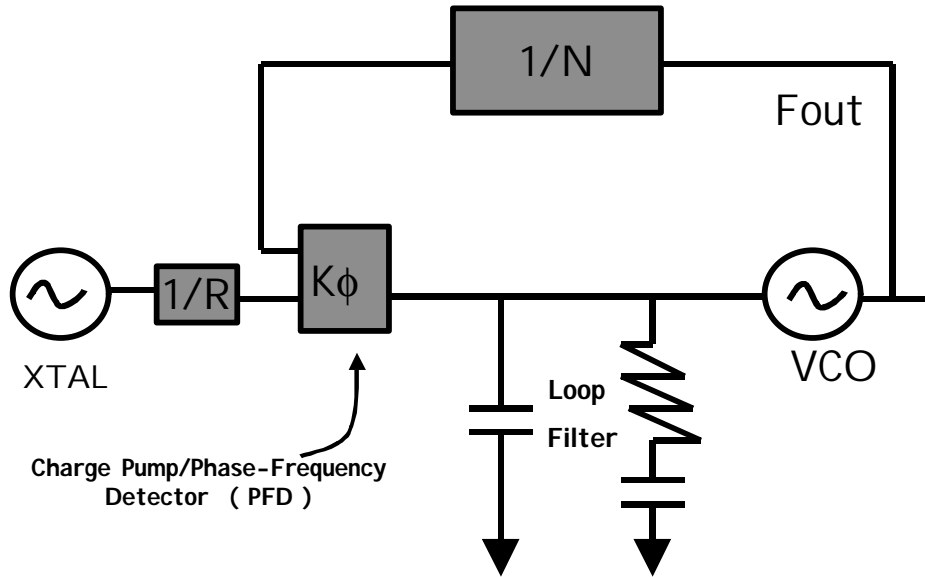 1/N
Fout
1/R
Kϕ
XTAL
VCO
Loop
Filter
Charge Pump/Phase-Frequency
Detector ( PFD )